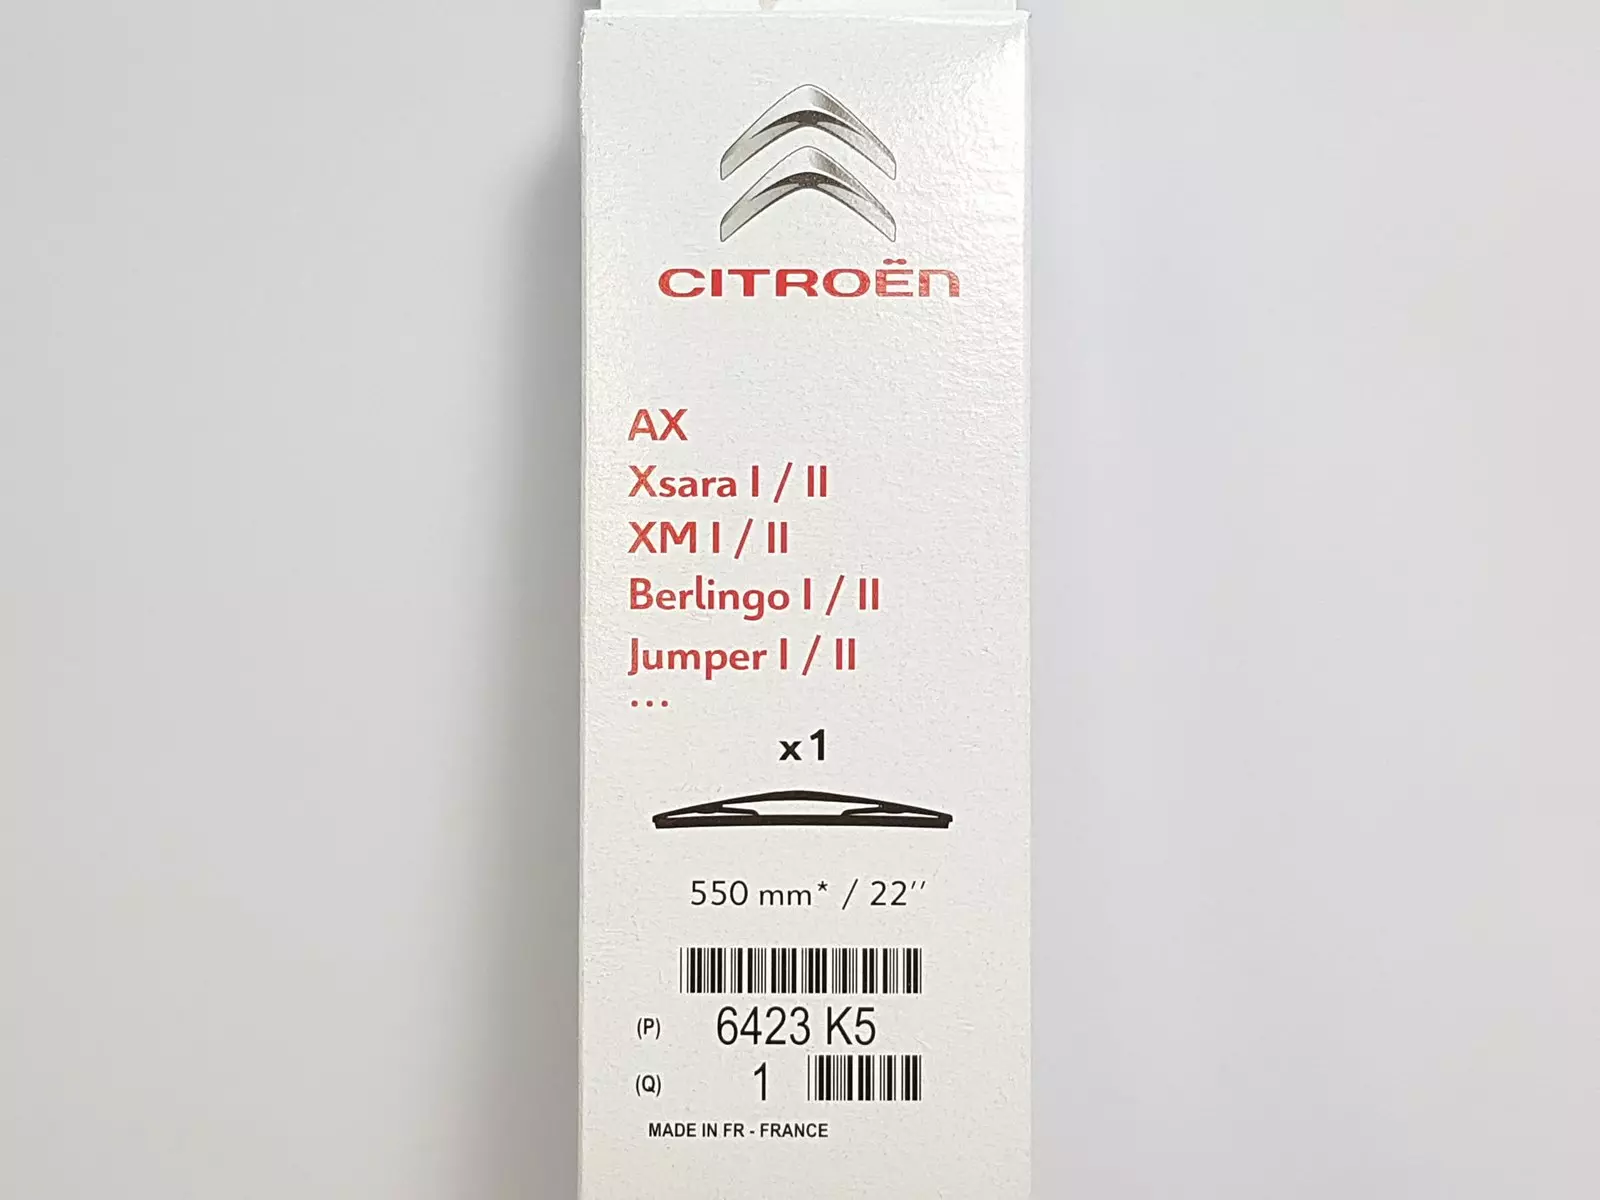 CITROËN
AX
Xsara I / II
XM I / II
Berlingo I / II
Jumper I / II
...
x1
550 mm* / 22''
(P) 6423 K5
(Q) 1
MADE IN FR - FRANCE